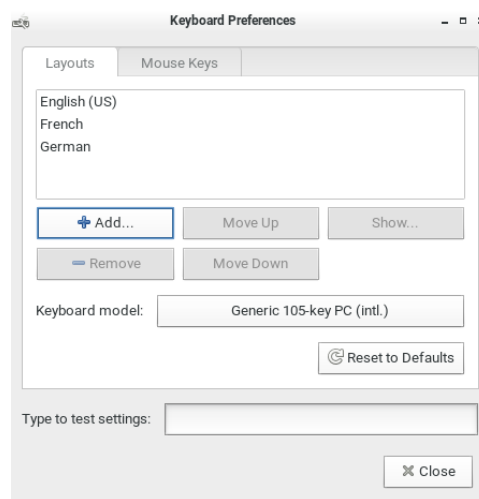 Keyboard Preferences
Layouts Mouse Keys
English (US)
French
German
Add... Move Up Show...
Remove Move Down
Keyboard model: Generic 105-key PC (intl.)
Reset to Defaults
Type to test settings:
Close